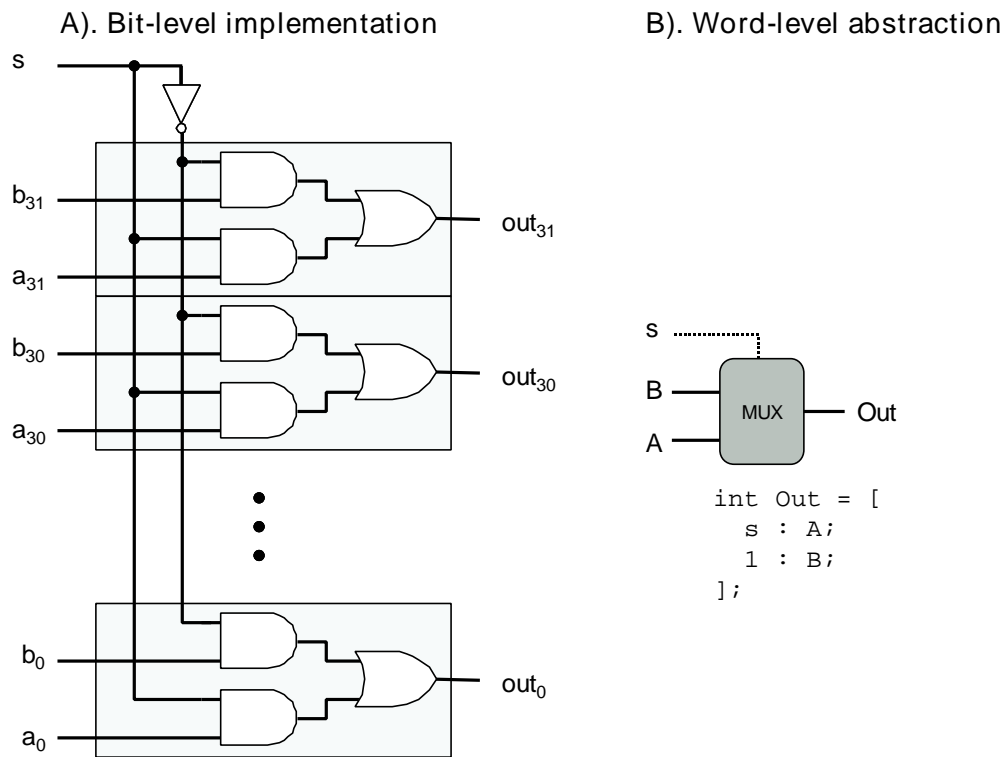 A). Bit-level implementation
s
b₃₁
a₃₁
out₃₁
b₃₀
a₃₀
out₃₀
b₀
a₀
out₀
B). Word-level abstraction
s
B
A
MUX
Out
int Out = [
s : A;
1 : B;
];